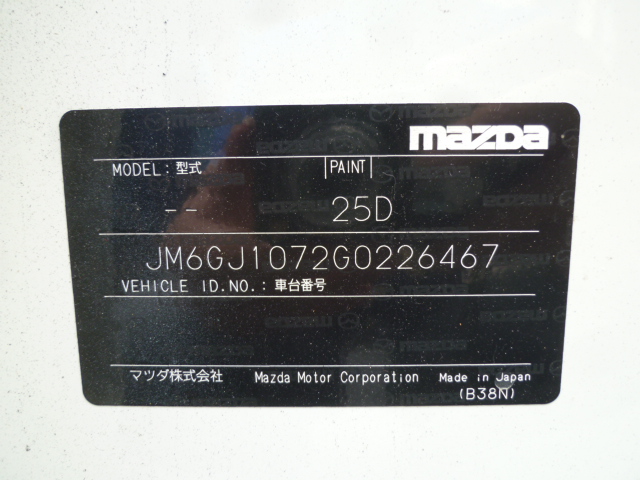 mazda
MODEL: 型式 |PAINT|
-- 25D
JM6GJ1072G0226467
VEHICLE ID.NO.: 車台番号
マツダ株式会社 Mazda Motor Corporation Made in Japan
(B38N)